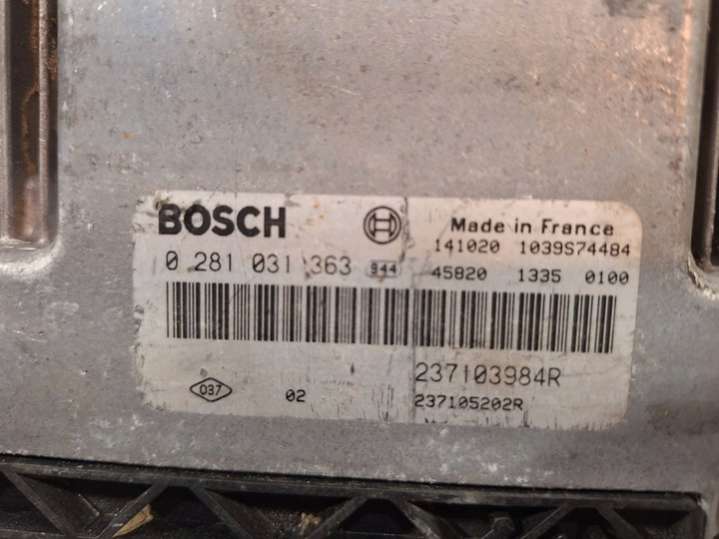 BOSCH
Made in France
141020 1039S74484
0 281 031 363 944 45820 1335 0100
237103984R
037 02 237105202R